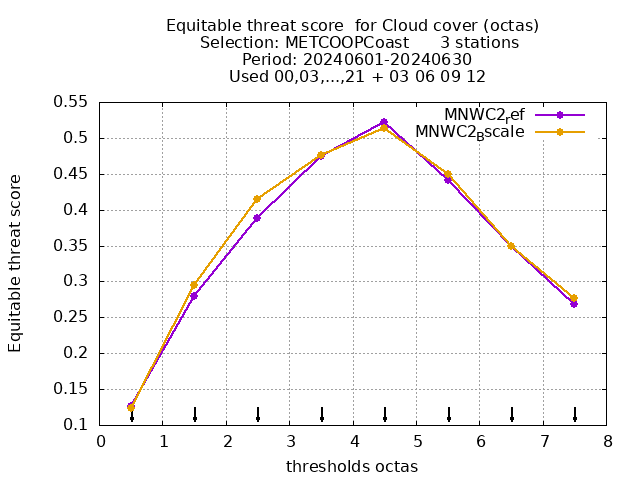 Equitable threat score for Cloud cover (octas)
Selection: METCOOPCoast 3 stations
Period: 20240601-20240630
Used 00,03,...,21 + 03 06 09 12
MNWC2ref
MNWC2Bscale
0.55
0.5
0.45
0.4
0.35
0.3
0.25
0.2
0.15
0.1
Equitable threat score
0 1 2 3 4 5 6 7 8
thresholds octas